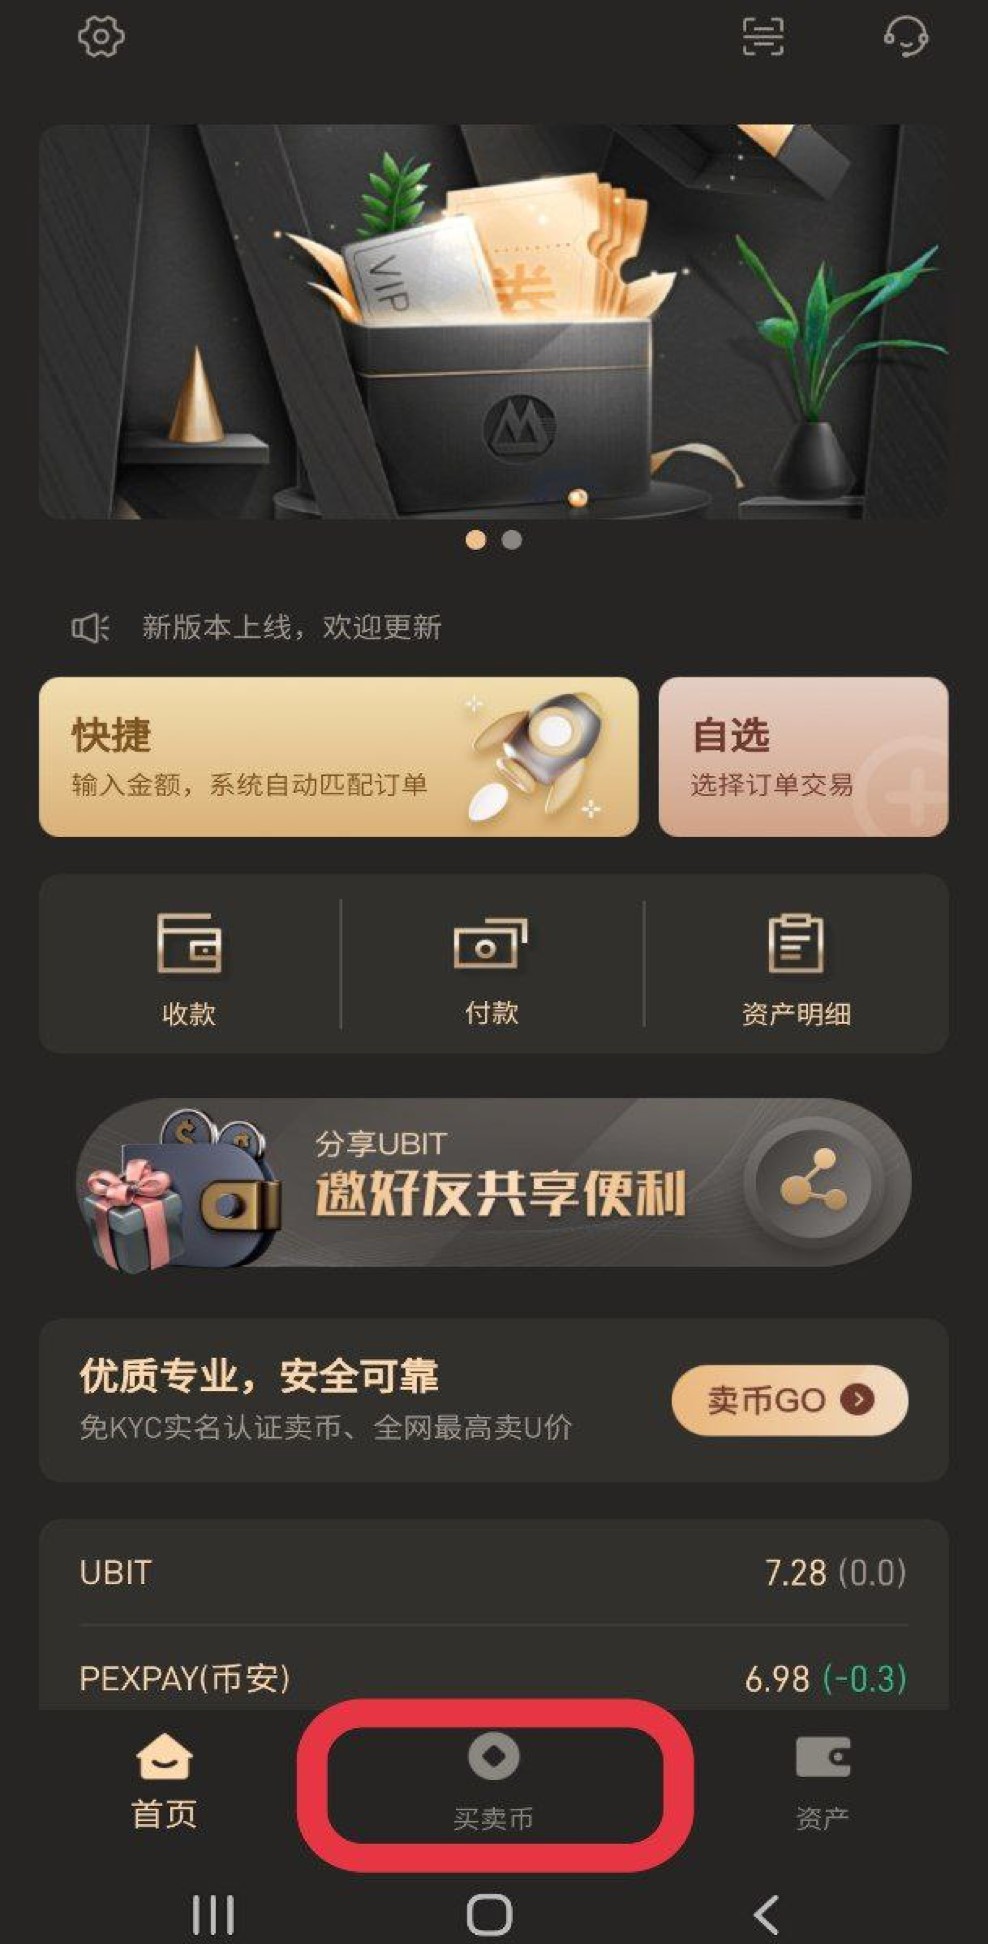 VIP
券
新版本上线，欢迎更新
快捷
输入金额，系统自动匹配订单
自选
选择订单交易
收款
付款
资产明细
分享UBIT
邀好友共享便利
优质专业，安全可靠
免KYC实名认证卖币、全网最高卖U价
卖币GO
UBIT
7.28 (0.0)
PEXPAY(币安)
6.98 (-0.3)
首页
买卖币
资产